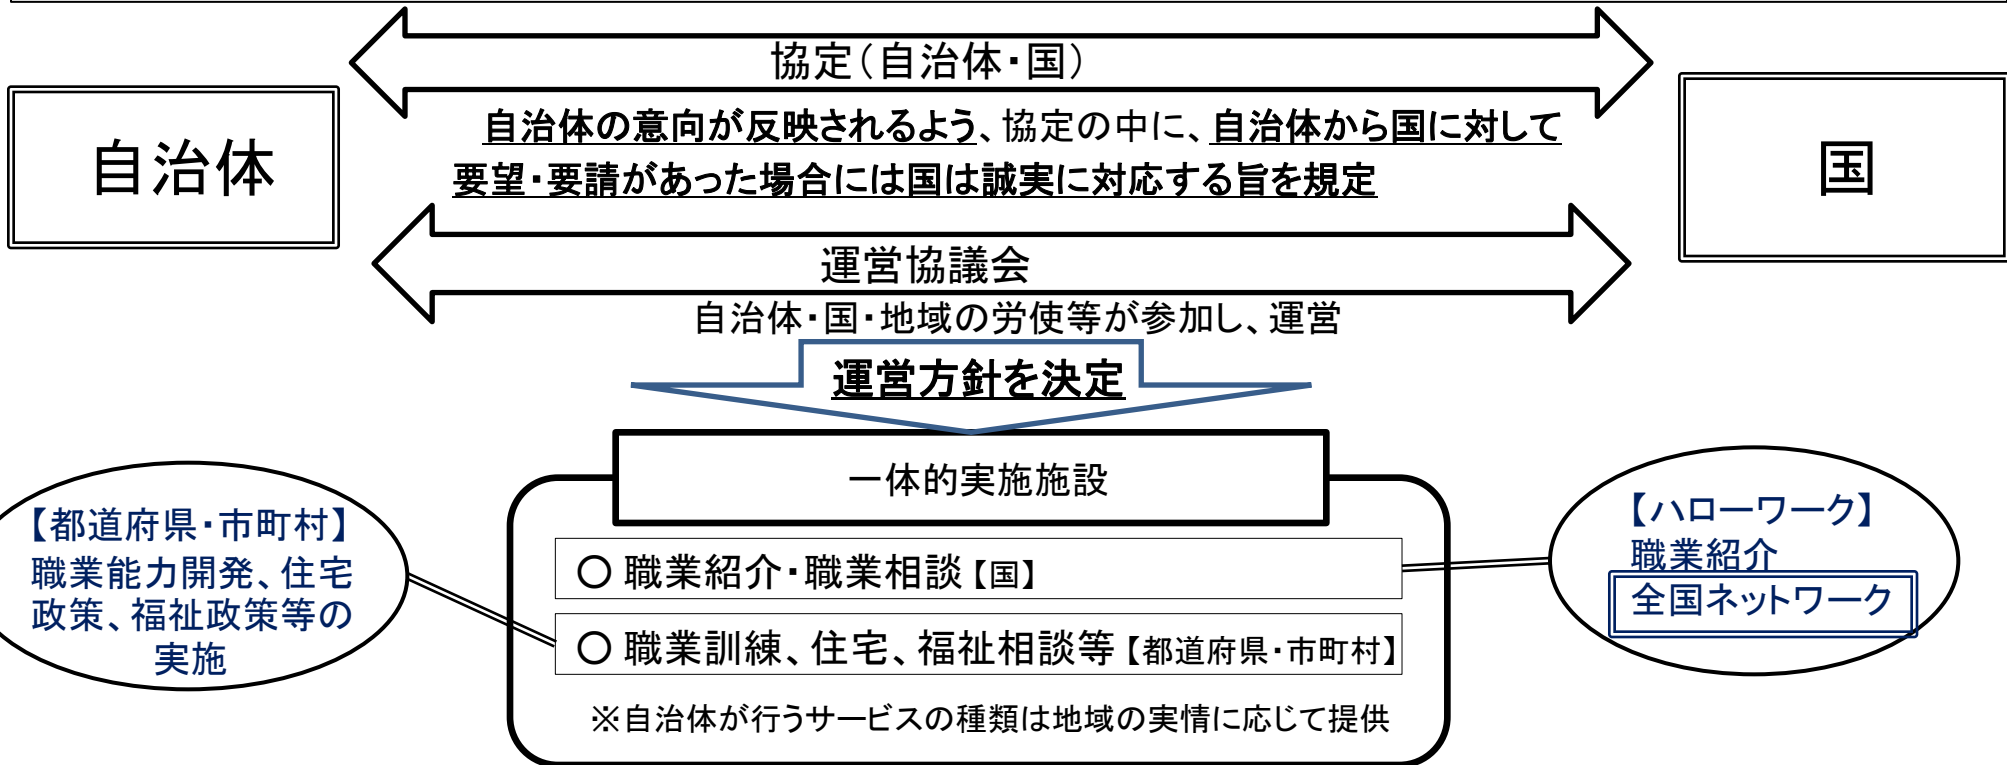 協定(自治体・国)
自治体
自治体の意向が反映されるよう、協定の中に、自治体から国に対して
要望・要請があった場合には国は誠実に対応する旨を規定
国
運営協議会
自治体・国・地域の労使等が参加し、運営
運営方針を決定
一体的実施施設
【都道府県・市町村】
職業能力開発、住宅
政策、福祉政策等の
実施
○ 職業紹介・職業相談【国】
○ 職業訓練、住宅、福祉相談等【都道府県・市町村】
※自治体が行うサービスの種類は地域の実情に応じて提供
【ハローワーク】
職業紹介
全国ネットワーク